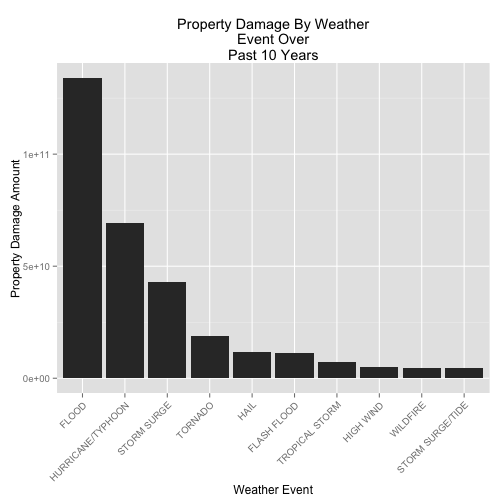 Property Damage By Weather
Event Over
Past 10 Years
Property Damage Amount
1e+11
5e+10
0e+00
FLOOD
HURRICANE/TYPHOON
STORM SURGE
TORNADO
HAIL
FLASH FLOOD
TROPICAL STORM
HIGH WIND
WILDFIRE
STORM SURGE/TIDE
Weather Event